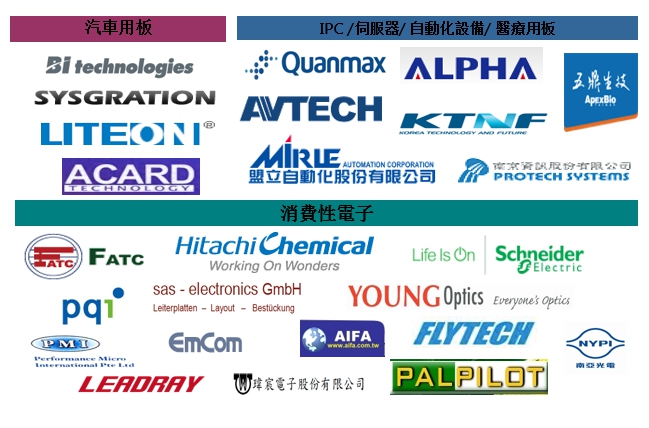 汽車用板
IPC /伺服器/ 自動化設備/ 醫療用板
Bi technologies
SYSGRATION
LITEON®
ACARD
TECHNOLOGY
Quanmax
ALPHA
互鼎生技
APEXBIO
AVTECH
KTNF
KOREA TECHNOLOGY AND FUTURE
MiRLE AUTOMATION CORPORATION
盟立自動化股份有限公司
南京資訊股份有限公司
PROTECH SYSTEMS
消費性電子
FATC
FATC
Hitachi Chemical
Working On Wonders
Life Is On
Schneider
Electric
pqi
sas - electronics GmbH
Leiterplatten – Layout – Bestückung
YOUNG Optics Everyone's Optics
PMI
Performance Micro
International Pte Ltd
EmCom
AIFA
www.aifa.com.tw
FLYTECH
NYPI
南亞光電
LEADRAY
瑋宸電子股份有限公司
PALPILOT